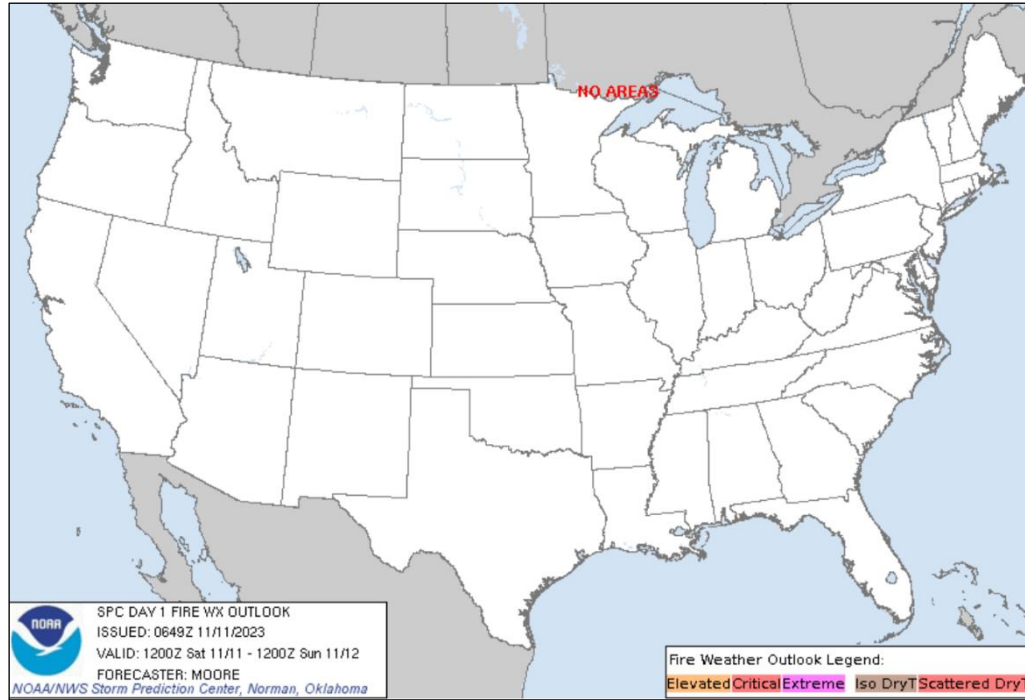 NO AREAS
NOAA
SPC DAY 1 FIRE WX OUTLOOK
ISSUED: 0649Z 11/11/2023
VALID: 1200Z Sat 11/11 - 1200Z Sun 11/12
FORECASTER: MOORE
NOAA/NWS Storm Prediction Center, Norman, Oklahoma
Fire Weather Outlook Legend:
Elevated Critical Extreme Iso DryT Scattered DryT